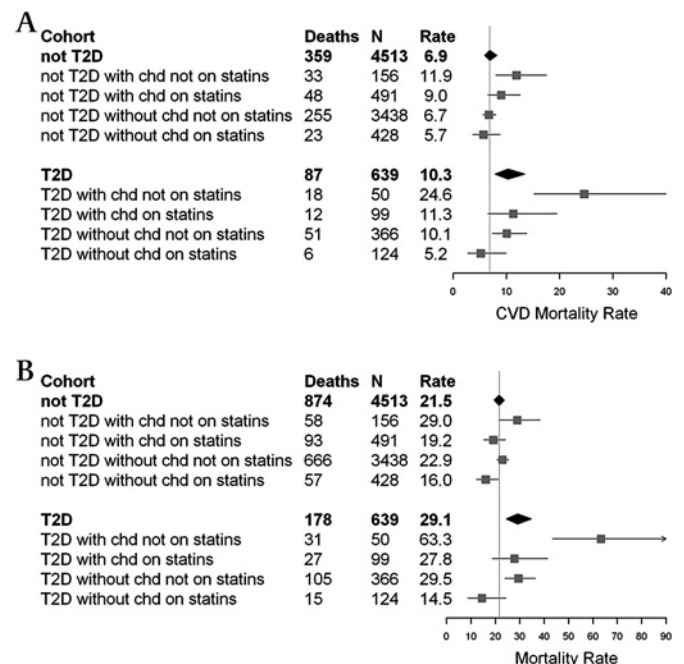 A
Cohort Deaths N Rate
not T2D 359 4513 6.9
not T2D with chd not on statins 33 156 11.9
not T2D with chd on statins 48 491 9.0
not T2D without chd not on statins 255 3438 6.7
not T2D without chd on statins 23 428 5.7
T2D 87 639 10.3
T2D with chd not on statins 18 50 24.6
T2D with chd on statins 12 99 11.3
T2D without chd not on statins 51 366 10.1
T2D without chd on statins 6 124 5.2
0 10 20 30 40
CVD Mortality Rate
B
Cohort Deaths N Rate
not T2D 874 4513 21.5
not T2D with chd not on statins 58 156 29.0
not T2D with chd on statins 93 491 19.2
not T2D without chd not on statins 666 3438 22.9
not T2D without chd on statins 57 428 16.0
T2D 178 639 29.1
T2D with chd not on statins 31 50 63.3
T2D with chd on statins 27 99 27.8
T2D without chd not on statins 105 366 29.5
T2D without chd on statins 15 124 14.5
0 10 20 30 40 50 60 70 80 90
Mortality Rate